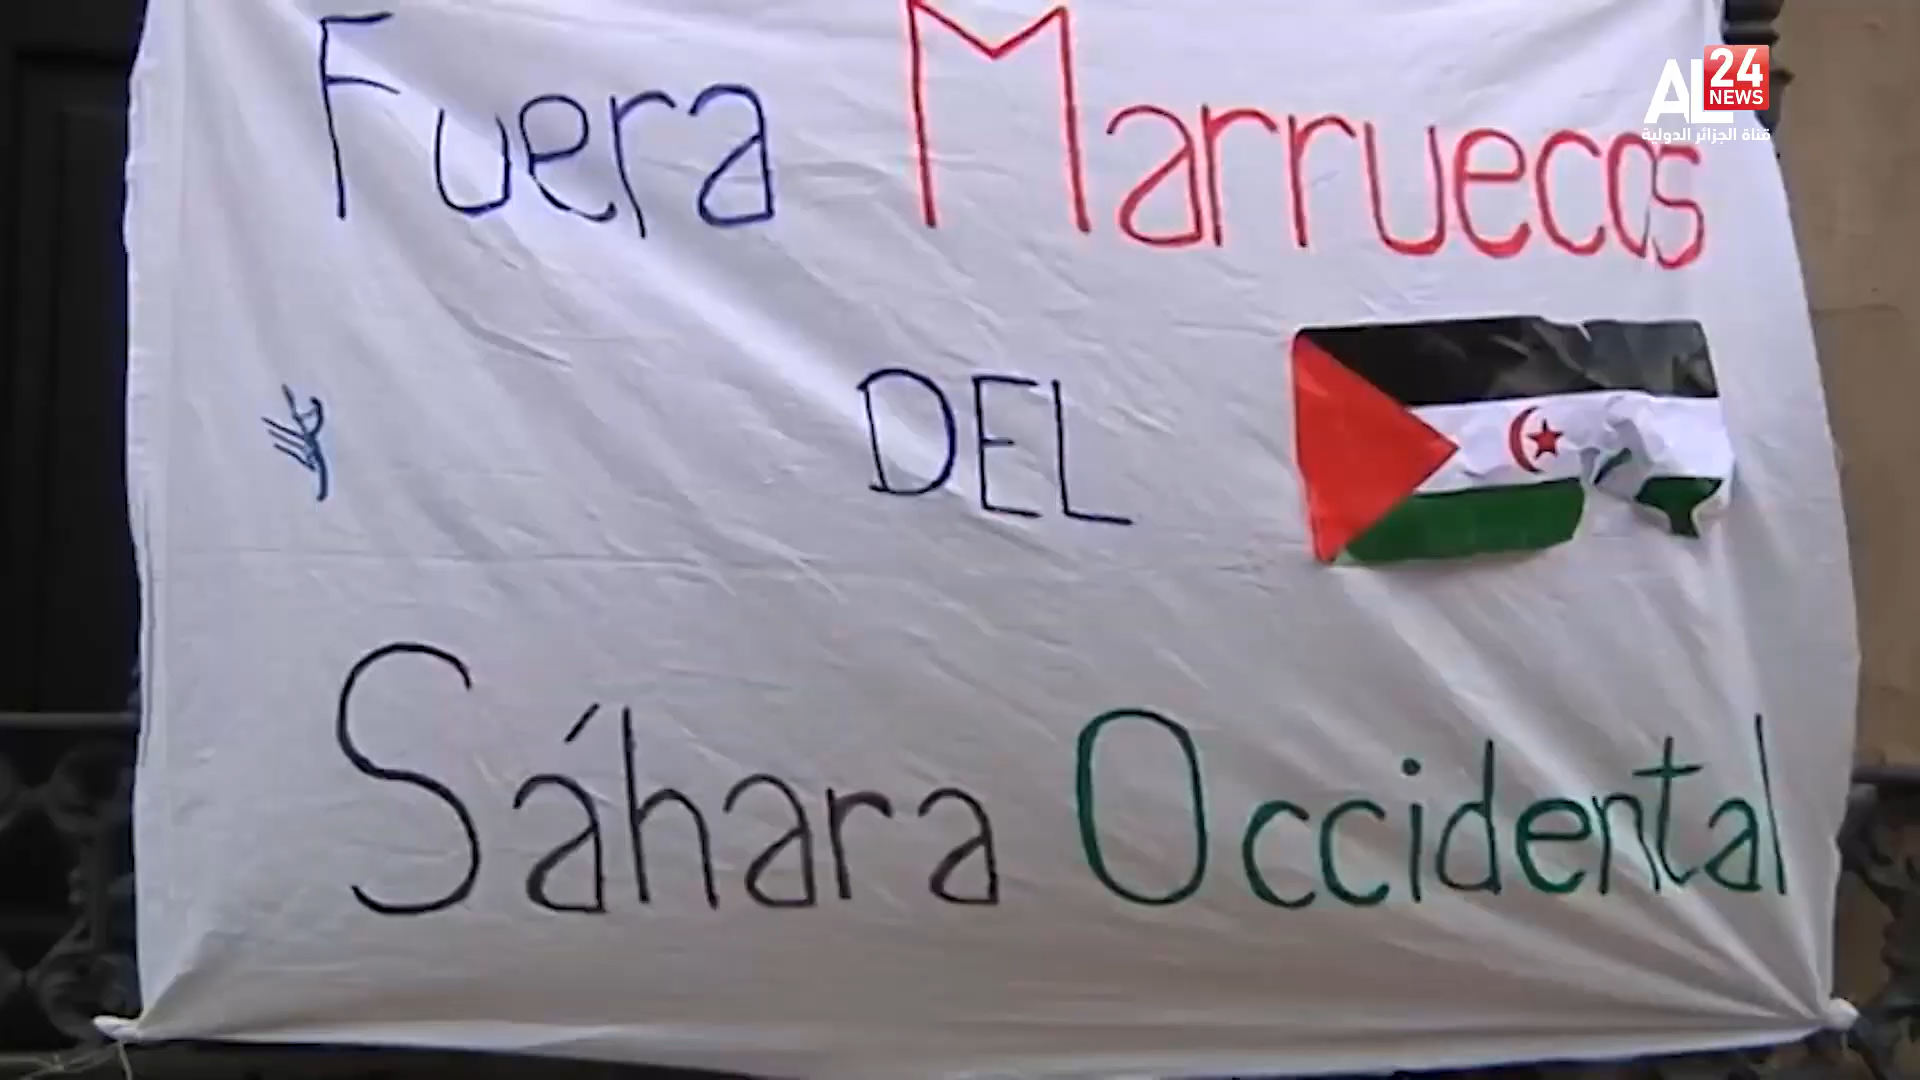 Fuera Marruecos
DEL
Sáhara Occidental
AL
24
NEWS
قناة الجزائر الدولية